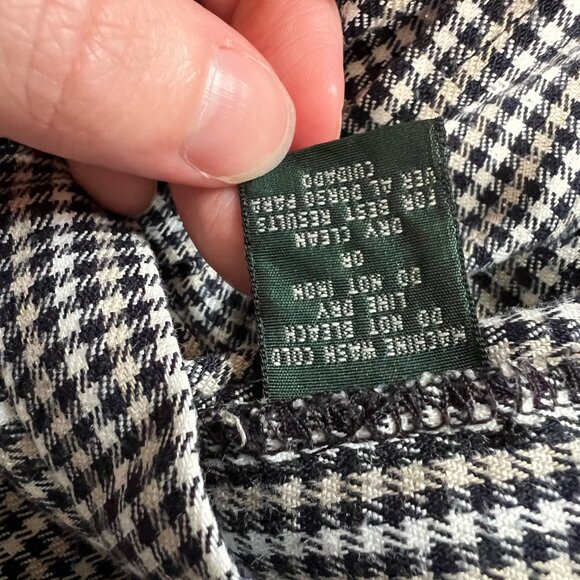 MACHINE WASH COLD
DO NOT BLEACH
LINE DRY
DO NOT IRON
OR
DRY CLEAN
FOR BEST RESULTS
VER AL DORSO PARA
CUIDADO